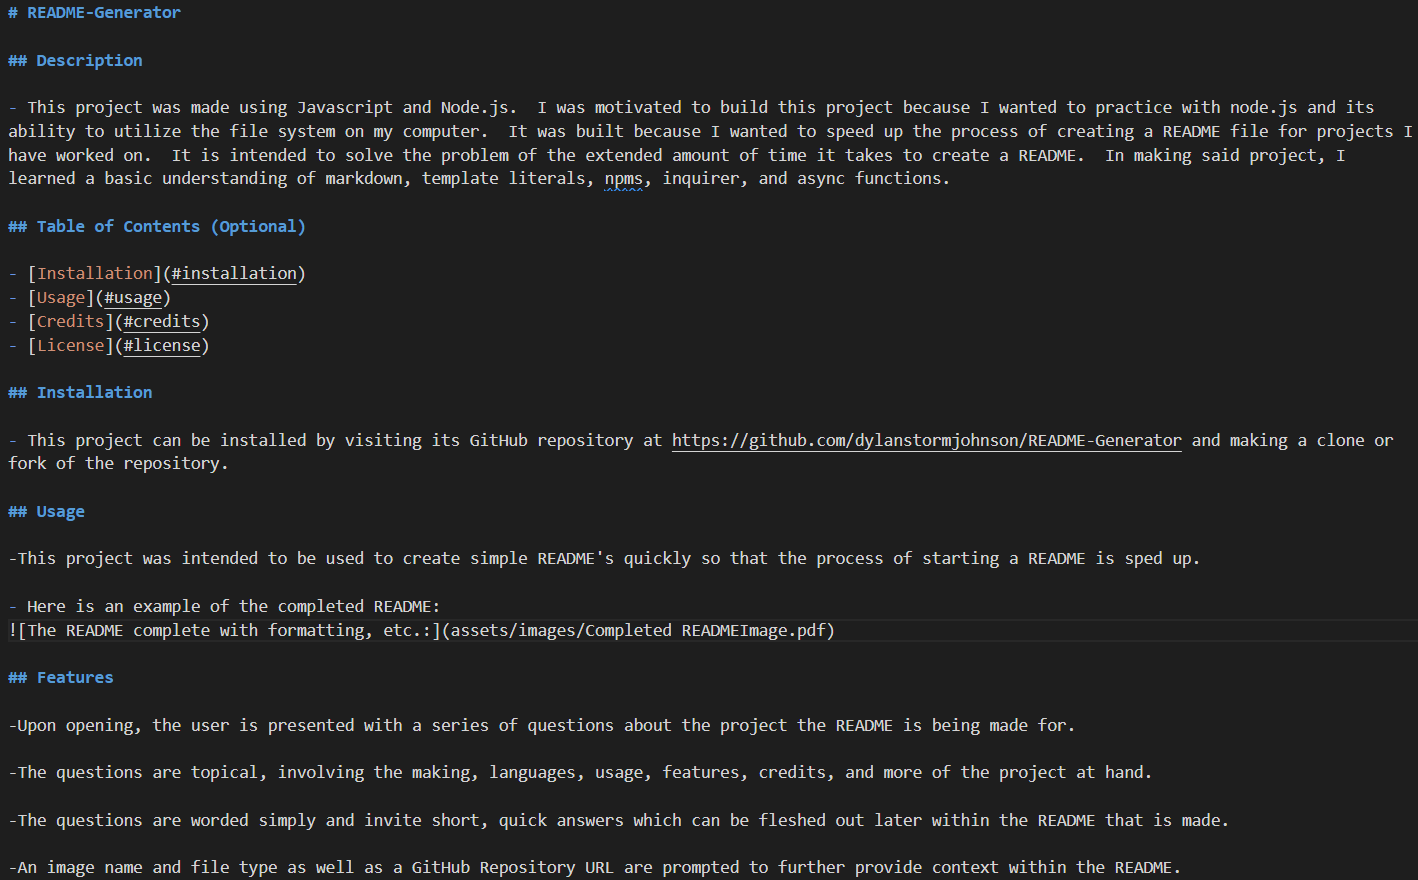 # README-Generator
## Description
- This project was made using Javascript and Node.js.  I was motivated to build this project because I wanted to practice with node.js and its
ability to utilize the file system on my computer.  It was built because I wanted to speed up the process of creating a README file for projects I
have worked on.  It is intended to solve the problem of the extended amount of time it takes to create a README.  In making said project, I
learned a basic understanding of markdown, template literals, npms, inquirer, and async functions.
## Table of Contents (Optional)
- [Installation](#installation)
- [Usage](#usage)
- [Credits](#credits)
- [License](#license)
## Installation
- This project can be installed by visiting its GitHub repository at https://github.com/dylanstormjohnson/README-Generator and making a clone or
fork of the repository.
## Usage
-This project was intended to be used to create simple README's quickly so that the process of starting a README is sped up.
- Here is an example of the completed README:
![The README complete with formatting, etc.:](assets/images/Completed READMEImage.pdf)
## Features
-Upon opening, the user is presented with a series of questions about the project the README is being made for.
-The questions are topical, involving the making, languages, usage, features, credits, and more of the project at hand.
-The questions are worded simply and invite short, quick answers which can be fleshed out later within the README that is made.
-An image name and file type as well as a GitHub Repository URL are prompted to further provide context within the README.